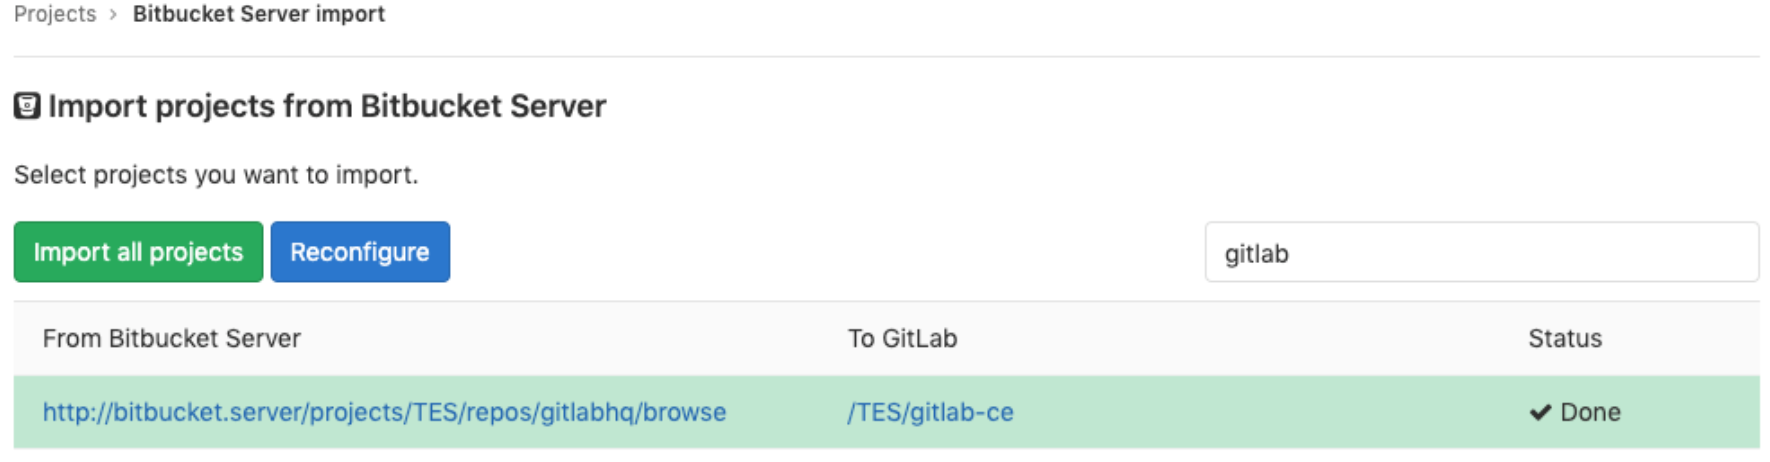 Projects › Bitbucket Server import
Import projects from Bitbucket Server
Select projects you want to import.
Import all projects Reconfigure gitlab
From Bitbucket Server To GitLab Status
http://bitbucket.server/projects/TES/repos/gitlabhq/browse /TES/gitlab-ce ✔ Done